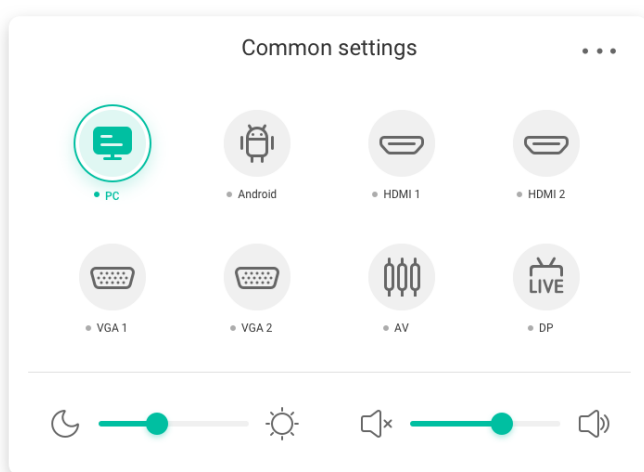 Common settings
PC
Android
HDMI 1
HDMI 2
LIVE
VGA 1
VGA 2
AV
DP